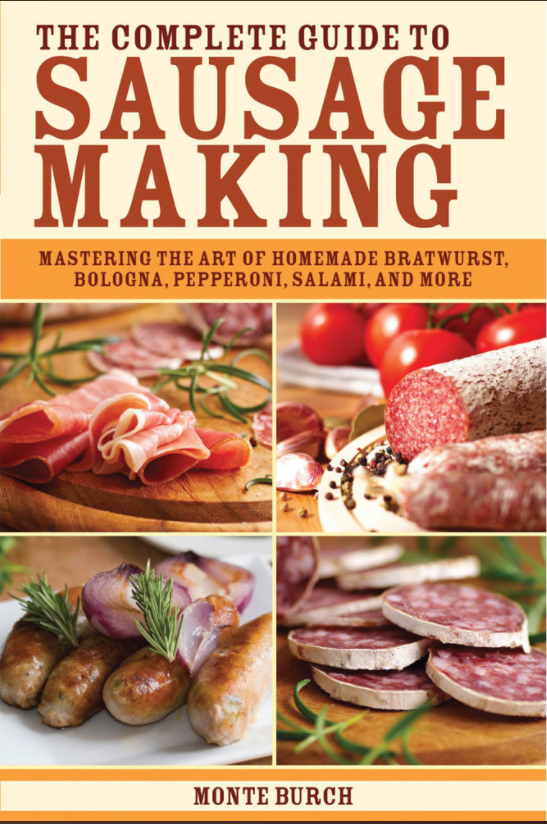 THE COMPLETE GUIDE TO
SAUSAGE
MAKING
MASTERING THE ART OF HOMEMADE BRATWURST,
BOLOGNA, PEPPERONI, SALAMI, AND MORE
MONTE BURCH